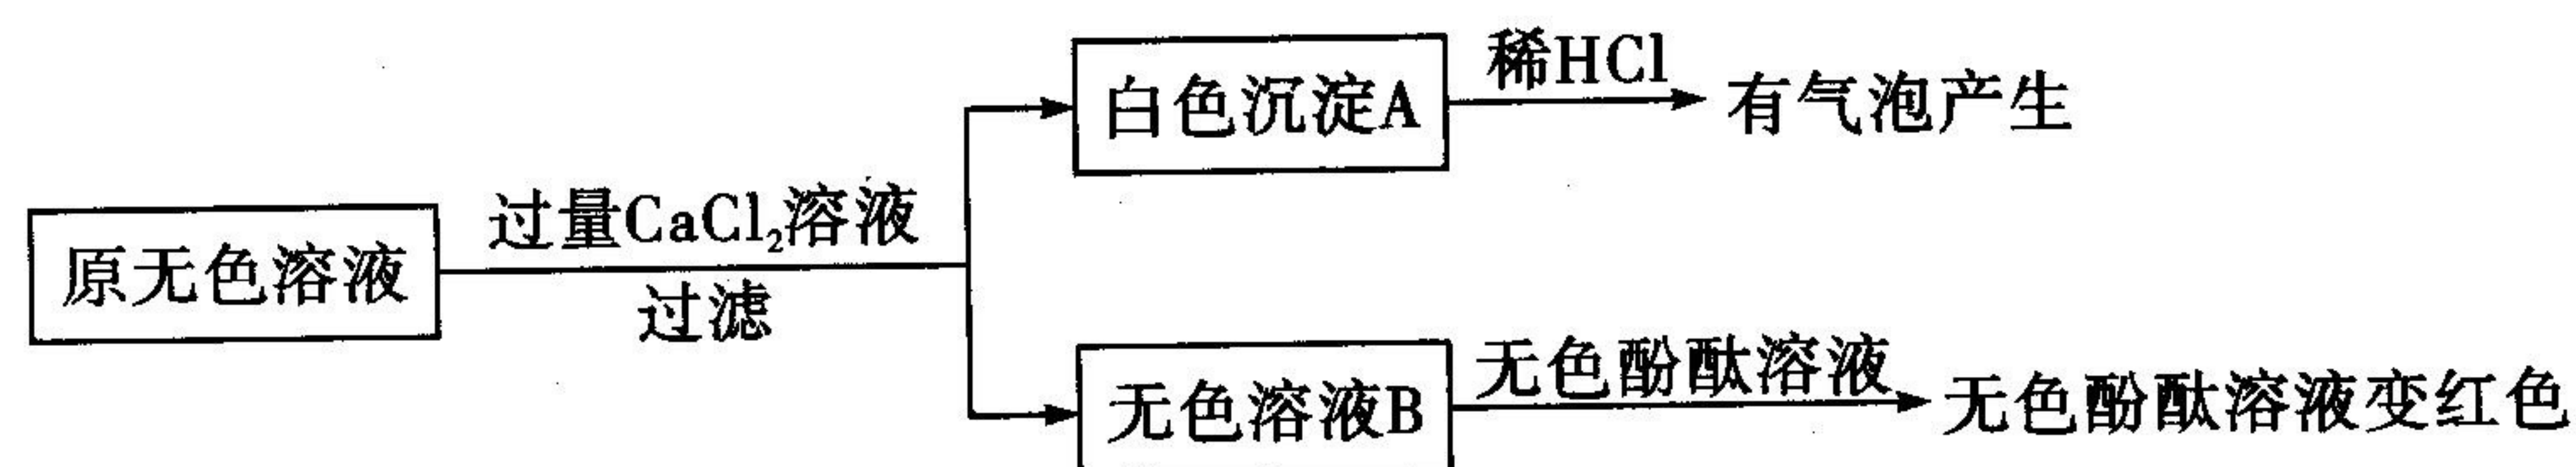 原无色溶液
过量CaCl₂溶液
过滤
白色沉淀A
稀HCl
有气泡产生
无色溶液B
无色酚酞溶液
无色酚酞溶液变红色